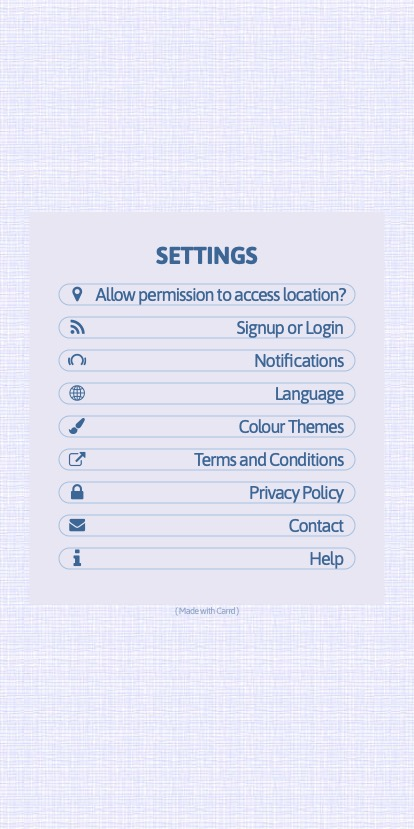 SETTINGS
Allow permission to access location?
Signup or Login
Notifications
Language
Colour Themes
Terms and Conditions
Privacy Policy
Contact
Help
( Made with Carrd )